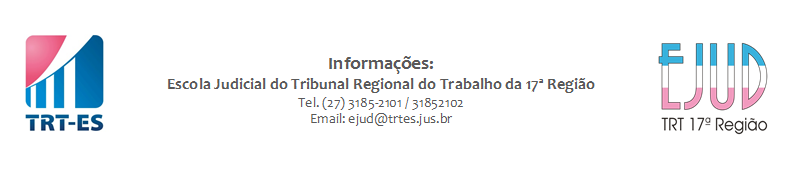 TRT-ES
Informações:
Escola Judicial do Tribunal Regional do Trabalho da 17ª Região
Tel. (27) 3185-2101 / 31852102
Email: ejud@trtes.jus.br
EJUD
TRT 17ª Região